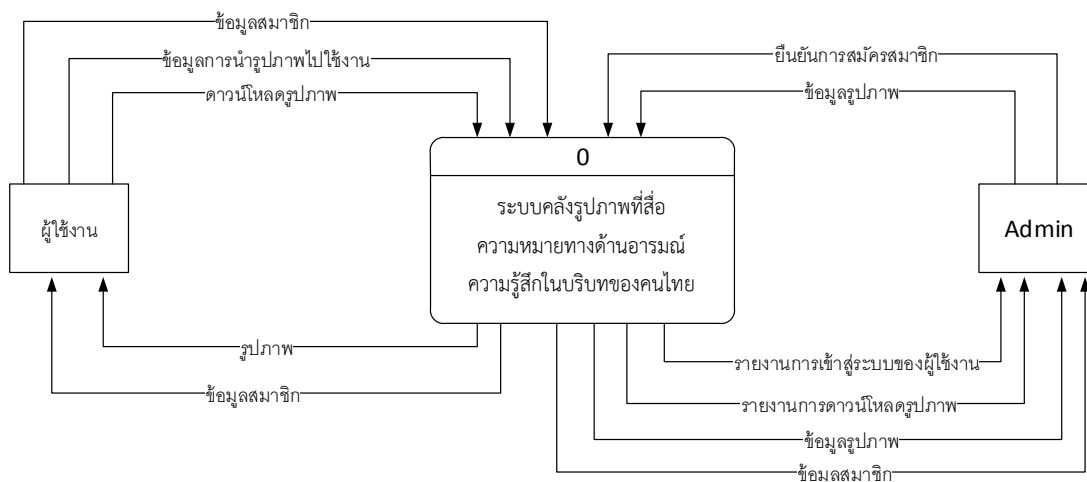 ข้อมูลสมาชิก
ข้อมูลการนำรูปภาพไปใช้งาน
ดาวน์โหลดรูปภาพ
ยืนยันการสมัครสมาชิก
ข้อมูลรูปภาพ
ผู้ใช้งาน
0
ระบบคลังรูปภาพที่สื่อ
ความหมายทางด้านอารมณ์
ความรู้สึกในบริบทของคนไทย
Admin
รูปภาพ
ข้อมูลสมาชิก
รายงานการเข้าสู่ระบบของผู้ใช้งาน
รายงานการดาวน์โหลดรูปภาพ
ข้อมูลรูปภาพ
ข้อมูลสมาชิก